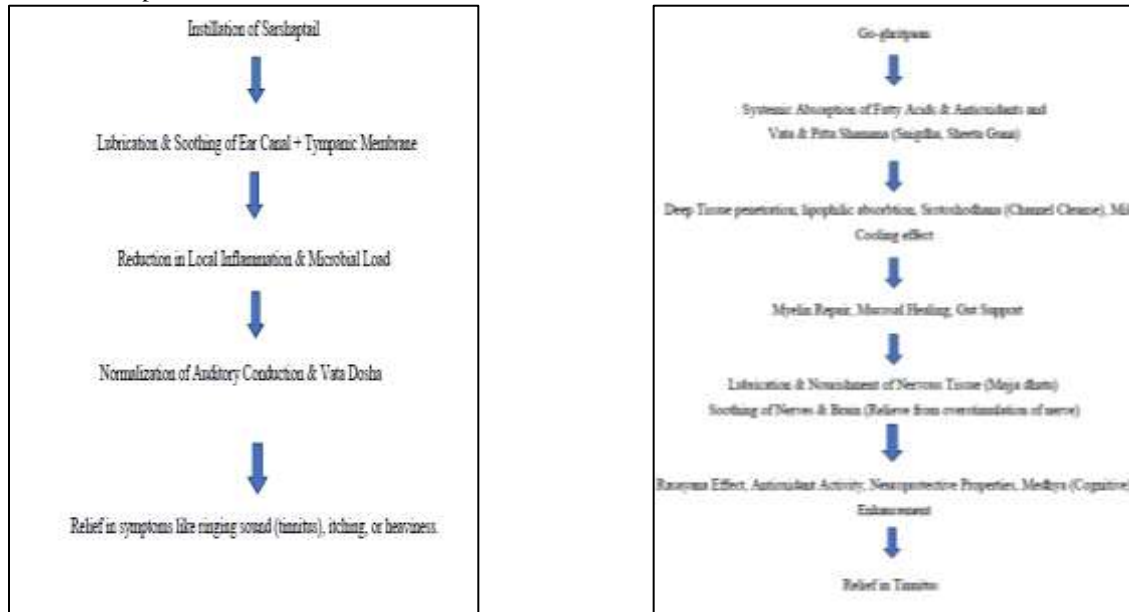 Instillation of Sarshaptail
Lubrication & Soothing of Ear Canal + Tympanic Membrane
Reduction in Local Inflammation & Microbial Load
Normalization of Auditory Conduction & Vata Dosha
Relief in symptoms like ringing sound (tinnitus), itching, or heaviness.
Go-ghritpana
Systemic Absorption of Fatty Acids & Antioxidants and
Vata & Pitta Shamana (Snigdha, Sheeta Guna)
Deep Tissue penetration, lipophilic absorbtion, Srotoshodhana (Channel Cleanse), Mil
Cooling effect
Myelin Repair, Mucosal Healing, Gut Support
Lubrication & Nourishment of Nervous Tissue (Majja dhatu)
Soothing of Nerves & Brain (Relieve from overstimulation of nerve)
Rasayana Effect, Antioxidant Activity, Neuroprotective Properties, Medhya (Cognitive)
Enhancement
Relief in Tinnitus